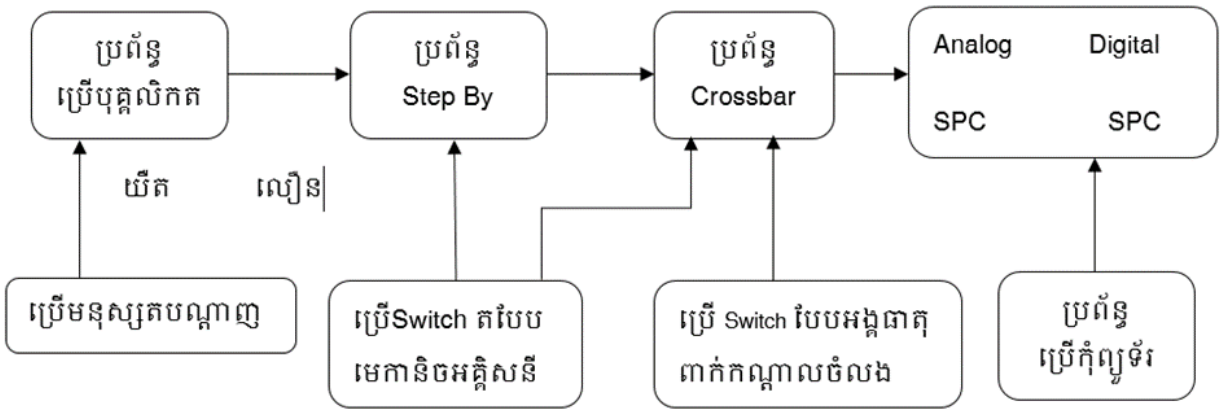 ប្រព័ន្ធ
ប្រើបុគ្គលិកត
ប្រព័ន្ធ
Step By
ប្រព័ន្ធ
Crossbar
Analog Digital
SPC SPC
យឺត លឿន
ប្រើមនុស្សតបណ្តាញ
ប្រើSwitch តបែប
មេកានិចអគ្គិសនី
ប្រើ Switch បែបអង្គធាតុ
ពាក់កណ្តាលចំលង
ប្រព័ន្ធ
ប្រើកុំព្យូទ័រ